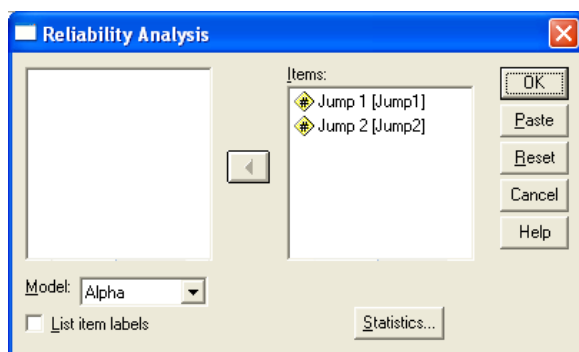 Reliability Analysis
Items:
# Jump 1 [Jump1]
# Jump 2 [Jump2]
OK
Paste
Reset
Cancel
Help
Model: Alpha
List item labels
Statistics...